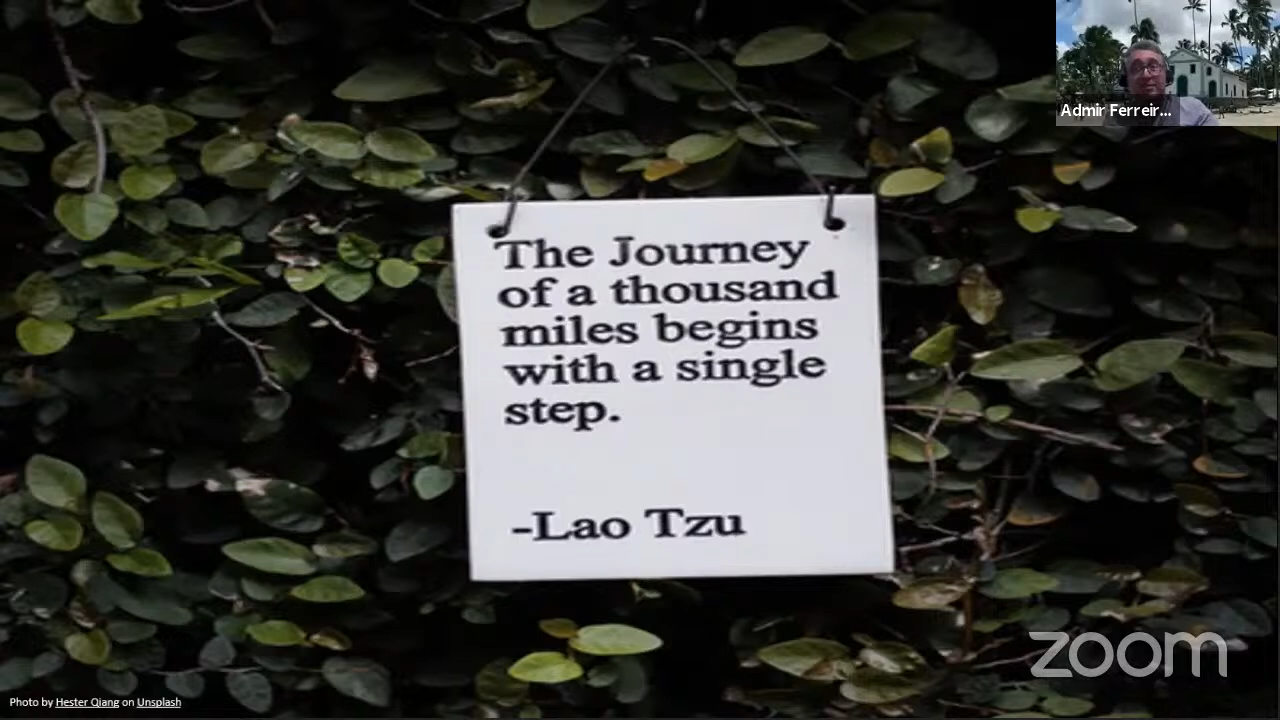 Admir Ferreir...
The Journey
of a thousand
miles begins
with a single
step.
-Lao Tzu
zoom
Photo by Hester Qiang on Unsplash